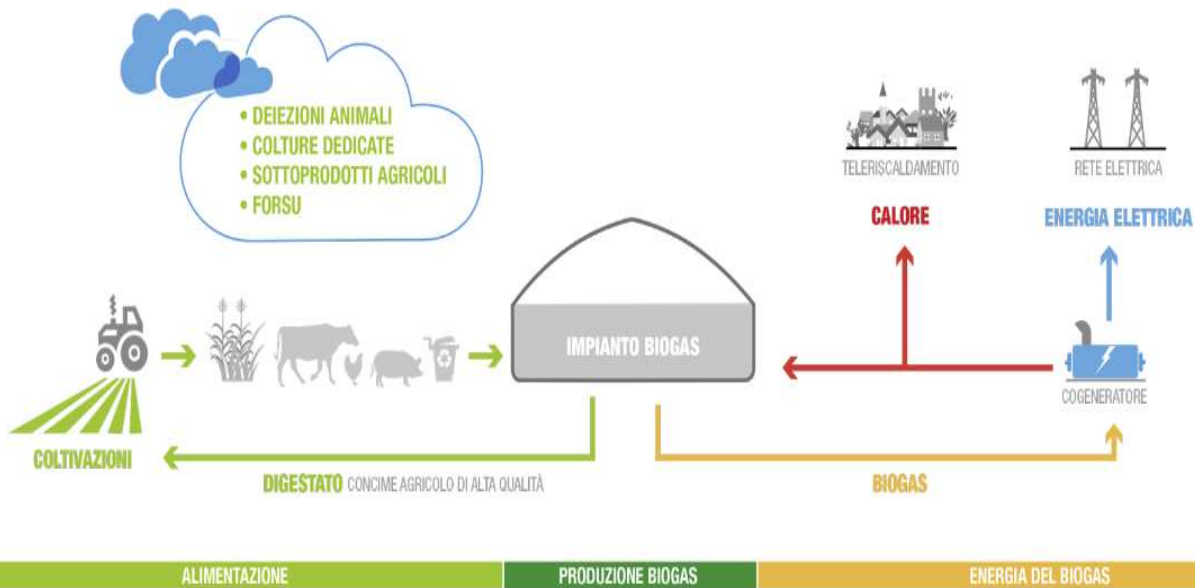 • DEIEZIONI ANIMALI
• COLTURE DEDICATE
• SOTTOPRODOTTI AGRICOLI
• FORSU
TELERISCALDAMENTO
RETE ELETTRICA
CALORE
ENERGIA ELETTRICA
IMPIANTO BIOGAS
COGENERATORE
COLTIVAZIONI
DIGESTATO CONCIME AGRICOLO DI ALTA QUALITÀ
BIOGAS
ALIMENTAZIONE
PRODUZIONE BIOGAS
ENERGIA DEL BIOGAS